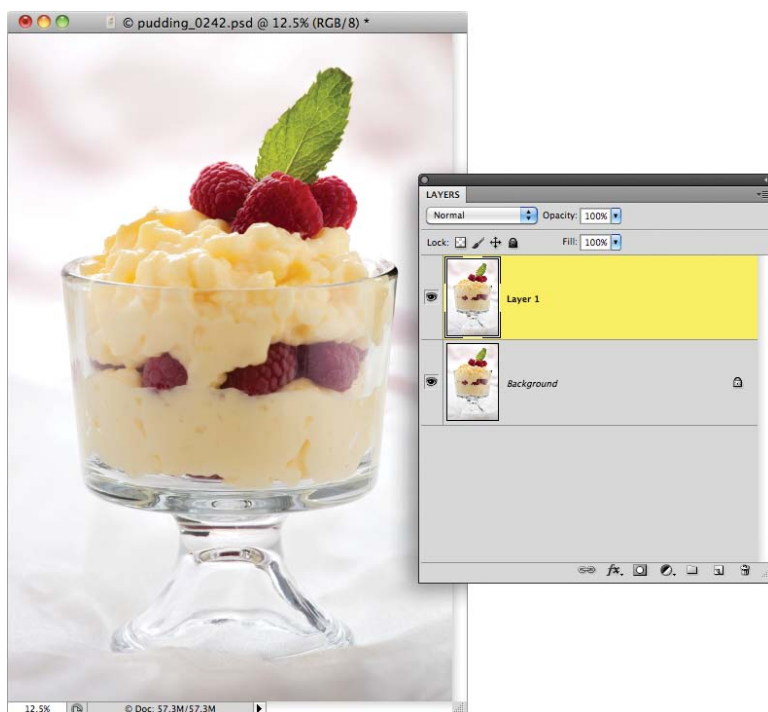 © pudding_0242.psd @ 12.5% (RGB/8) *
LAYERS
Normal Opacity: 100%
Lock: Fill: 100%
Layer 1
Background
fx.
12.5% © Doc: 57.3M/57.3M